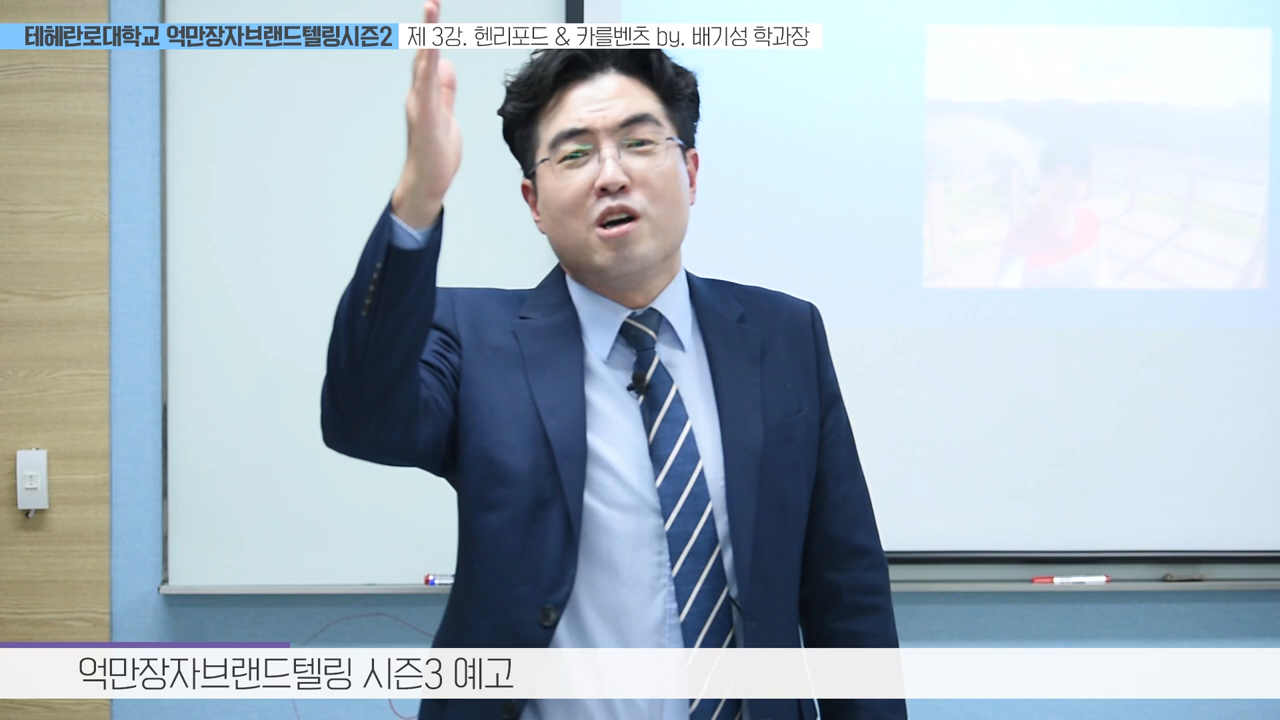 테헤란로대학교 억만장자브랜드텔링시즌2 제 3강. 헨리포드 & 카를벤츠 by. 배기성 학과장
억만장자브랜드텔링 시즌3 예고